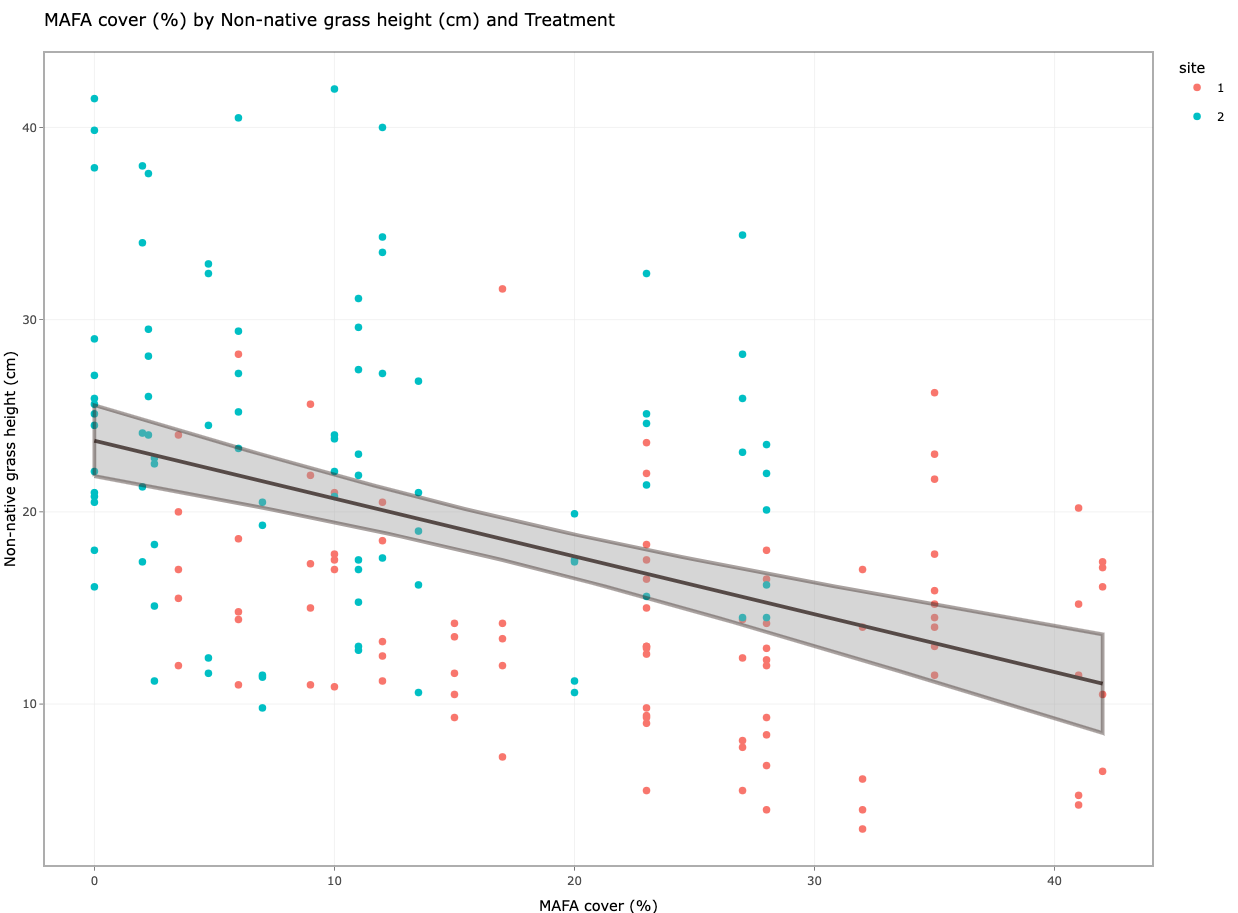 MAFA cover (%) by Non-native grass height (cm) and Treatment
site
1
2
Non-native grass height (cm)
40
30
20
10
0
10
20
30
40
MAFA cover (%)